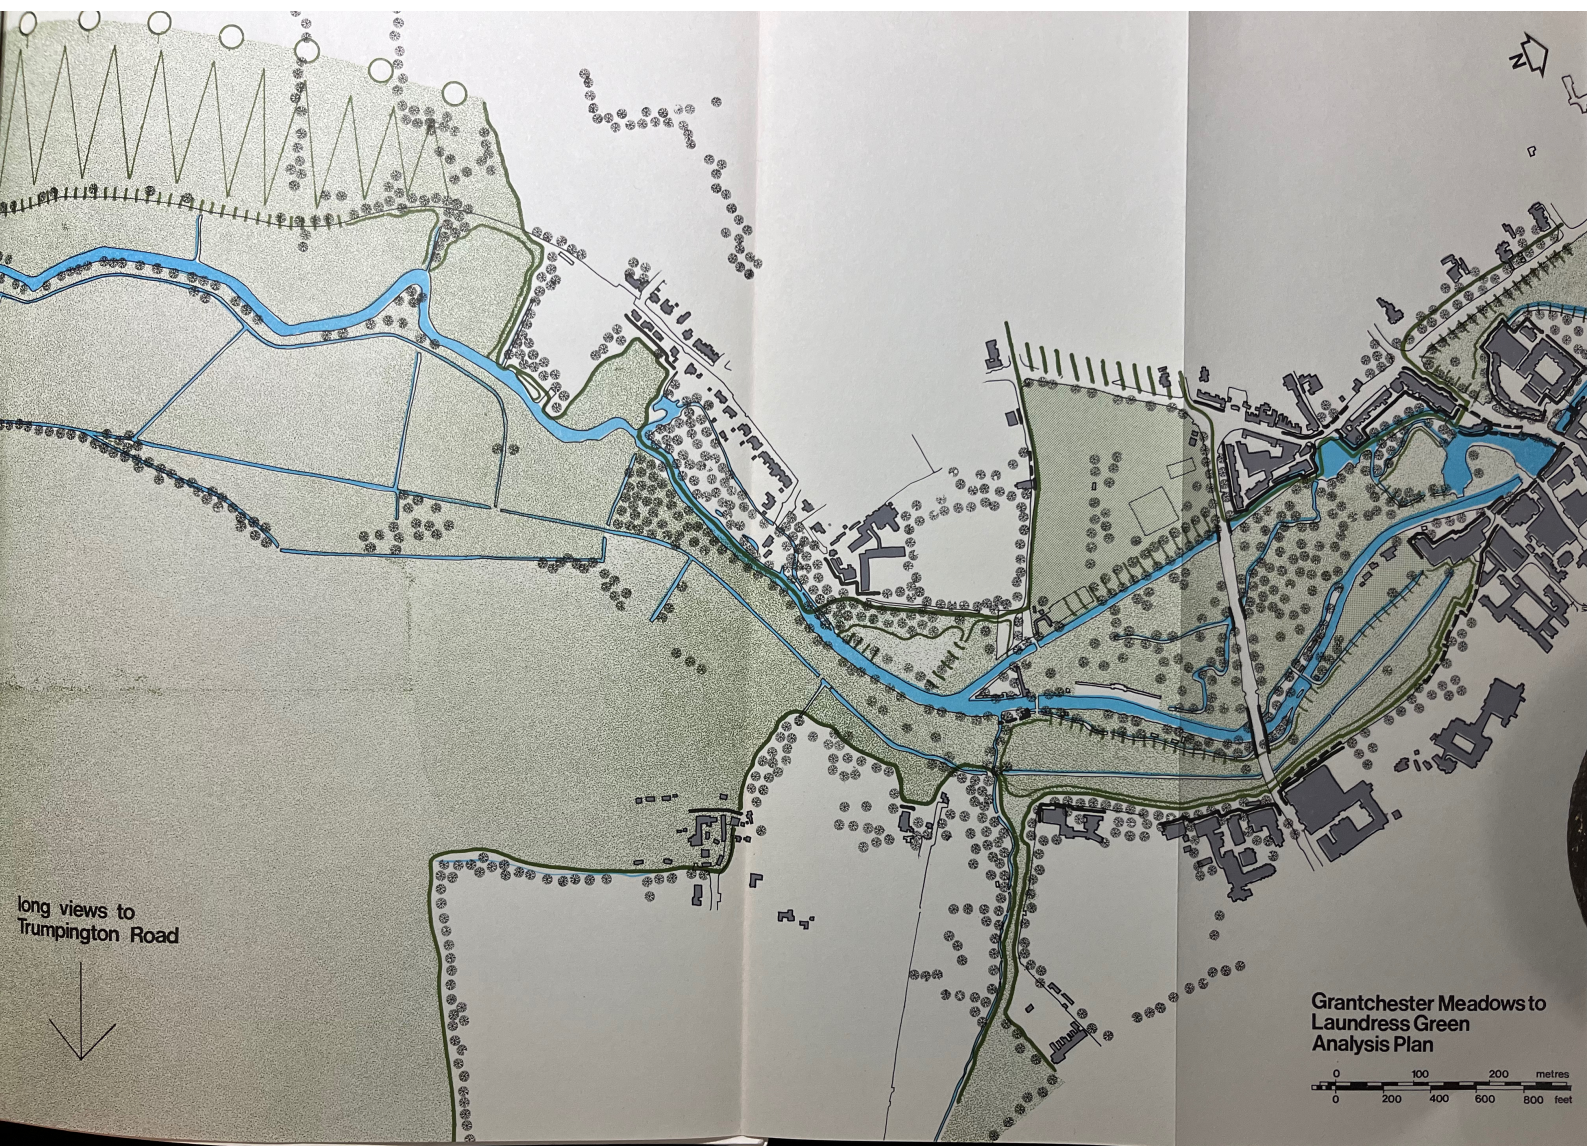 N
long views to
Trumpington Road
Grantchester Meadows to
Laundress Green
Analysis Plan
0 100 200 metres
0 200 400 600 800 feet